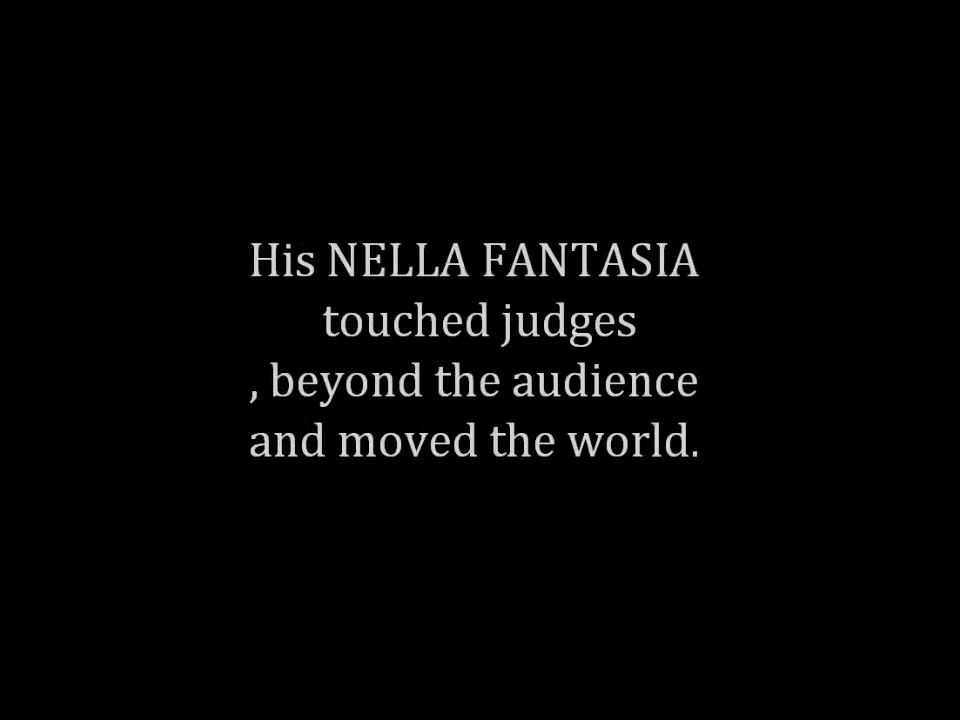 His NELLA FANTASIA
touched judges
, beyond the audience
and moved the world.